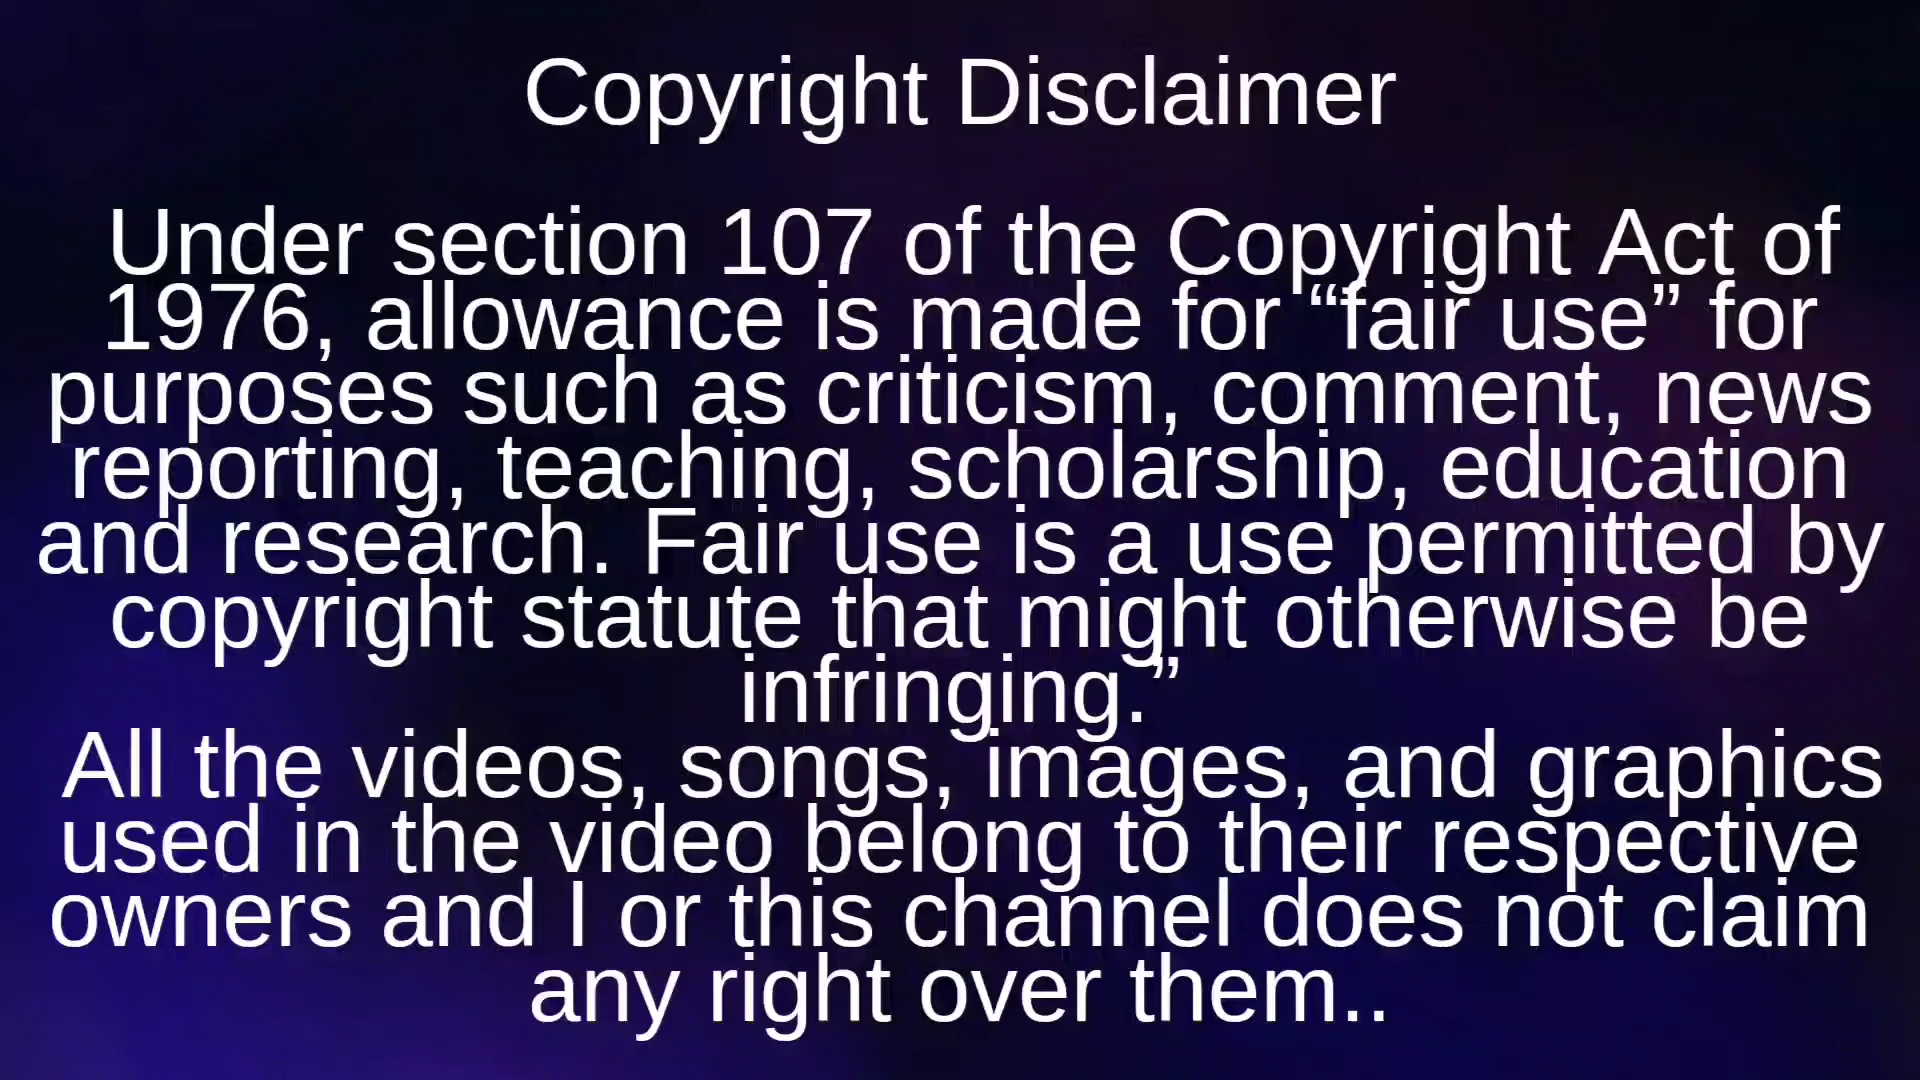 Copyright Disclaimer
Under section 107 of the Copyright Act of
1976, allowance is made for “fair use” for
purposes such as criticism, comment, news
reporting, teaching, scholarship, education
and research. Fair use is a use permitted by
copyright statute that might otherwise be
infringing.”
All the videos, songs, images, and graphics
used in the video belong to their respective
owners and I or this channel does not claim
any right over them..